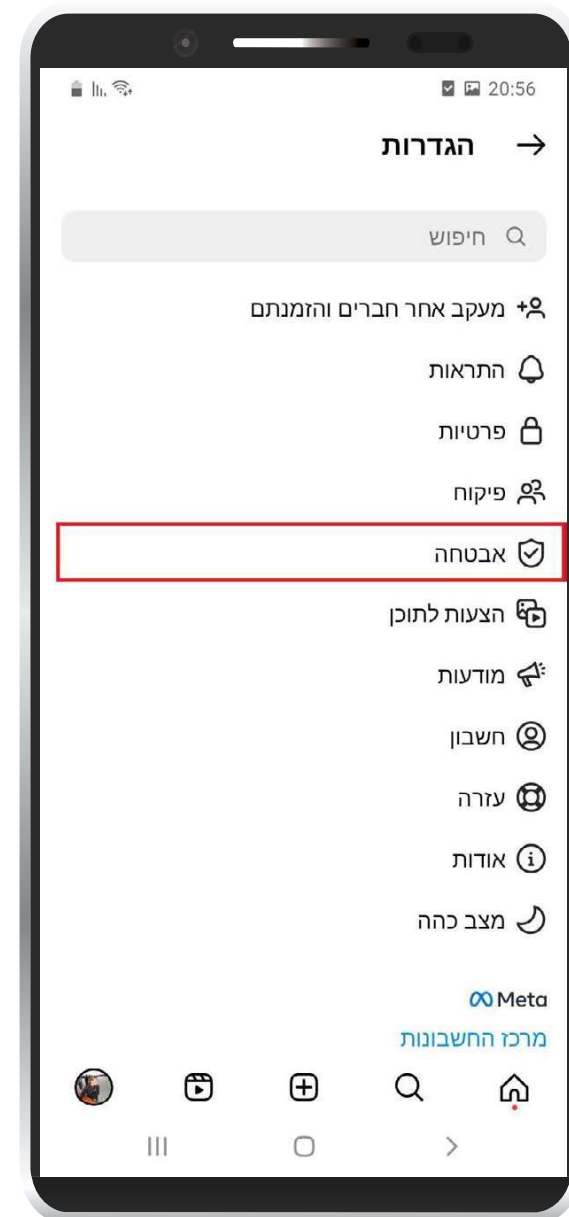 20:56
הגדרות
חיפוש
מעקב אחר חברים והזמנתם
התראות
פרטיות
פיקוח
אבטחה
הצעות לתוכן
מודעות
חשבון
עזרה
אודות
מצב כהה
Meta
מרכז החשבונות